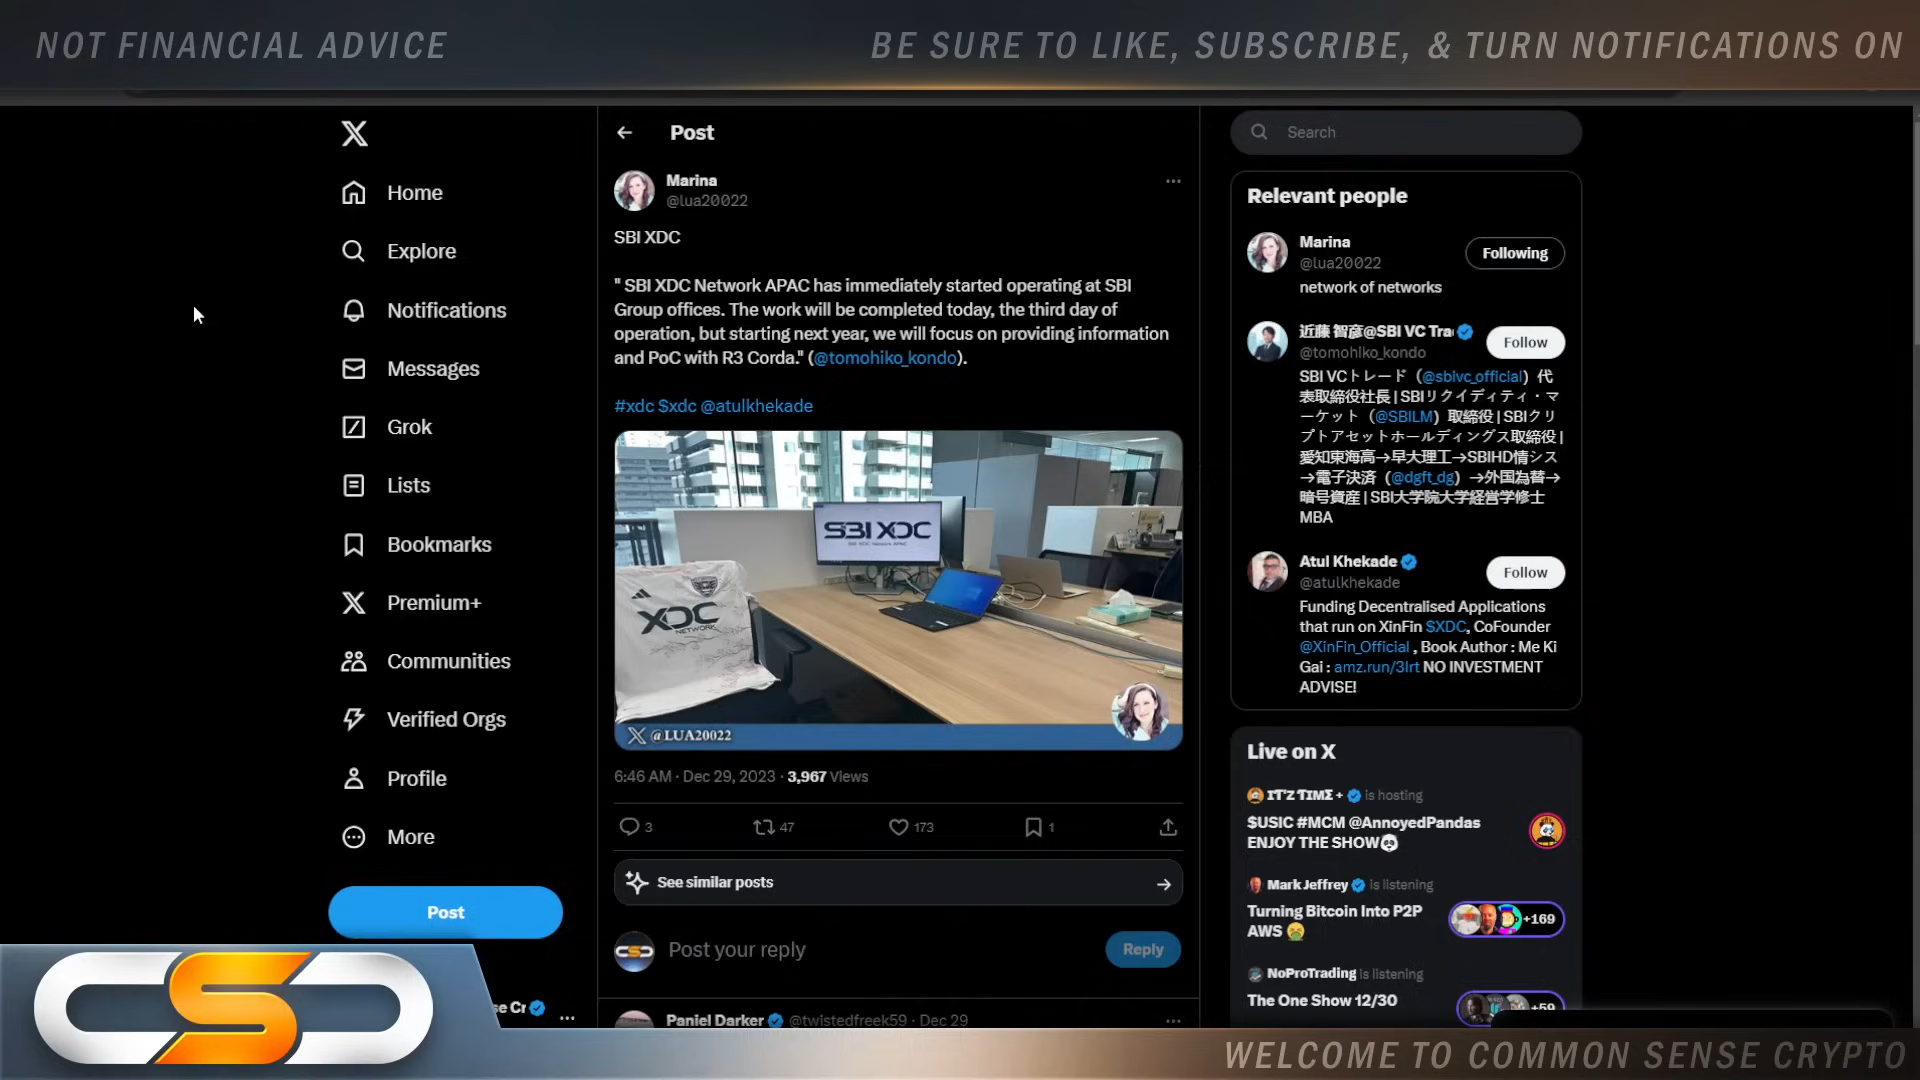 NOT FINANCIAL ADVICE
BE SURE TO LIKE, SUBSCRIBE, & TURN NOTIFICATIONS ON
Home
Explore
Notifications
Messages
Grok
Lists
Bookmarks
Premium+
Communities
Verified Orgs
Profile
More
Post
se Cr
Post
Marina
@lua20022
SBI XDC
" SBI XDC Network APAC has immediately started operating at SBI
Group offices. The work will be completed today, the third day of
operation, but starting next year, we will focus on providing information
and PoC with R3 Corda." (@tomohiko_kondo).
#xdc $xdc @atulkhekade
SBI XDC
SBI XDC Network APAC
XDC
NETWORK
@LUA20022
6:46 AM · Dec 29, 2023 · 3,967 Views
3
47
173
1
See similar posts
Post your reply
Reply
Paniel Darker @twistedfreek59 · Dec 29
Search
Relevant people
Marina
@lua20022
Following
network of networks
近藤 智彦@SBI VC Tra
@tomohiko_kondo
Follow
SBI VCトレード（@sbivc_official）代
表取締役社長 | SBIリクイディティ・マ
ーケット（@SBILM）取締役 | SBIクリ
プトアセットホールディングス取締役 |
愛知東海高→早大理工→SBIHD情シス
→電子決済（@dgft_dg）→外国為替→
暗号資産 | SBI大学院大学経営学修士
MBA
Atul Khekade
@atulkhekade
Follow
Funding Decentralised Applications
that run on XinFin $XDC, CoFounder
@XinFin_Official , Book Author : Me Ki
Gai : amz.run/3Irt NO INVESTMENT
ADVISE!
Live on X
IT'Z TIMΣ + is hosting
$USIC #MCM @AnnoyedPandas
ENJOY THE SHOW🐼
Mark Jeffrey is listening
Turning Bitcoin Into P2P
AWS 🤮
+169
NoProTrading is listening
The One Show 12/30
+59
CSC
WELCOME TO COMMON SENSE CRYPTO